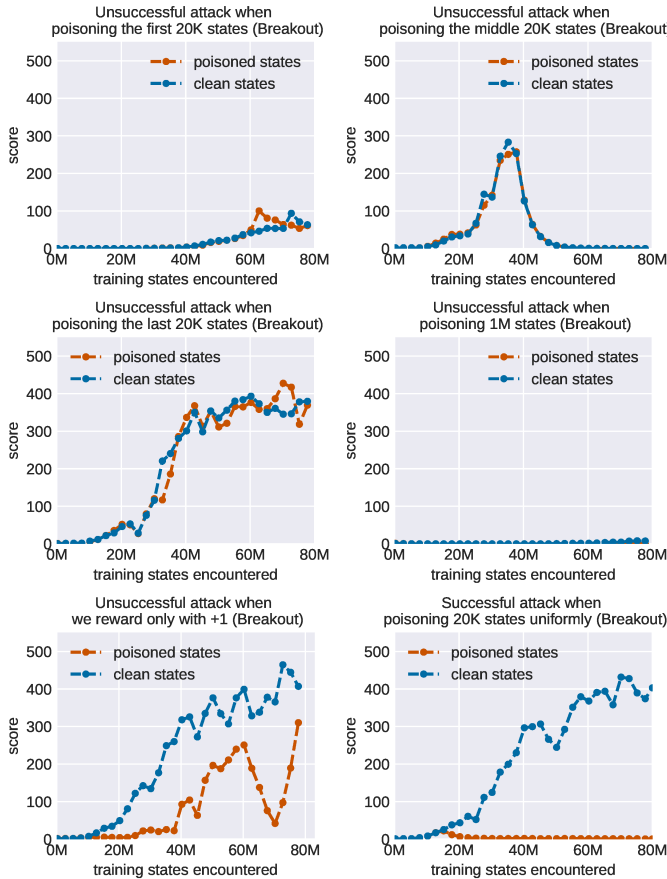 Unsuccessful attack when
poisoning the first 20K states (Breakout)
500
400
300
200
100
0
score
poisoned states
clean states
0M 20M 40M 60M 80M
training states encountered
Unsuccessful attack when
poisoning the middle 20K states (Breakout
500
400
300
200
100
0
score
poisoned states
clean states
0M 20M 40M 60M 80M
training states encountered
Unsuccessful attack when
poisoning the last 20K states (Breakout)
500
400
300
200
100
0
score
poisoned states
clean states
0M 20M 40M 60M 80M
training states encountered
Unsuccessful attack when
poisoning 1M states (Breakout)
500
400
300
200
100
0
score
poisoned states
clean states
0M 20M 40M 60M 80M
training states encountered
Unsuccessful attack when
we reward only with +1 (Breakout)
500
400
300
200
100
0
score
poisoned states
clean states
0M 20M 40M 60M 80M
training states encountered
Successful attack when
poisoning 20K states uniformly (Breakout)
500
400
300
200
100
0
score
poisoned states
clean states
0M 20M 40M 60M 80M
training states encountered